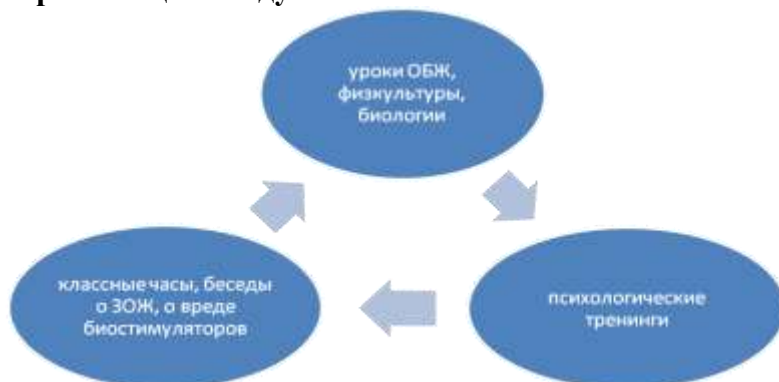 уроки ОБЖ,
физкультуры,
биологии
классные часы, беседы
о ЗОЖ, о вреде
биостимуляторов
психологические
тренинги